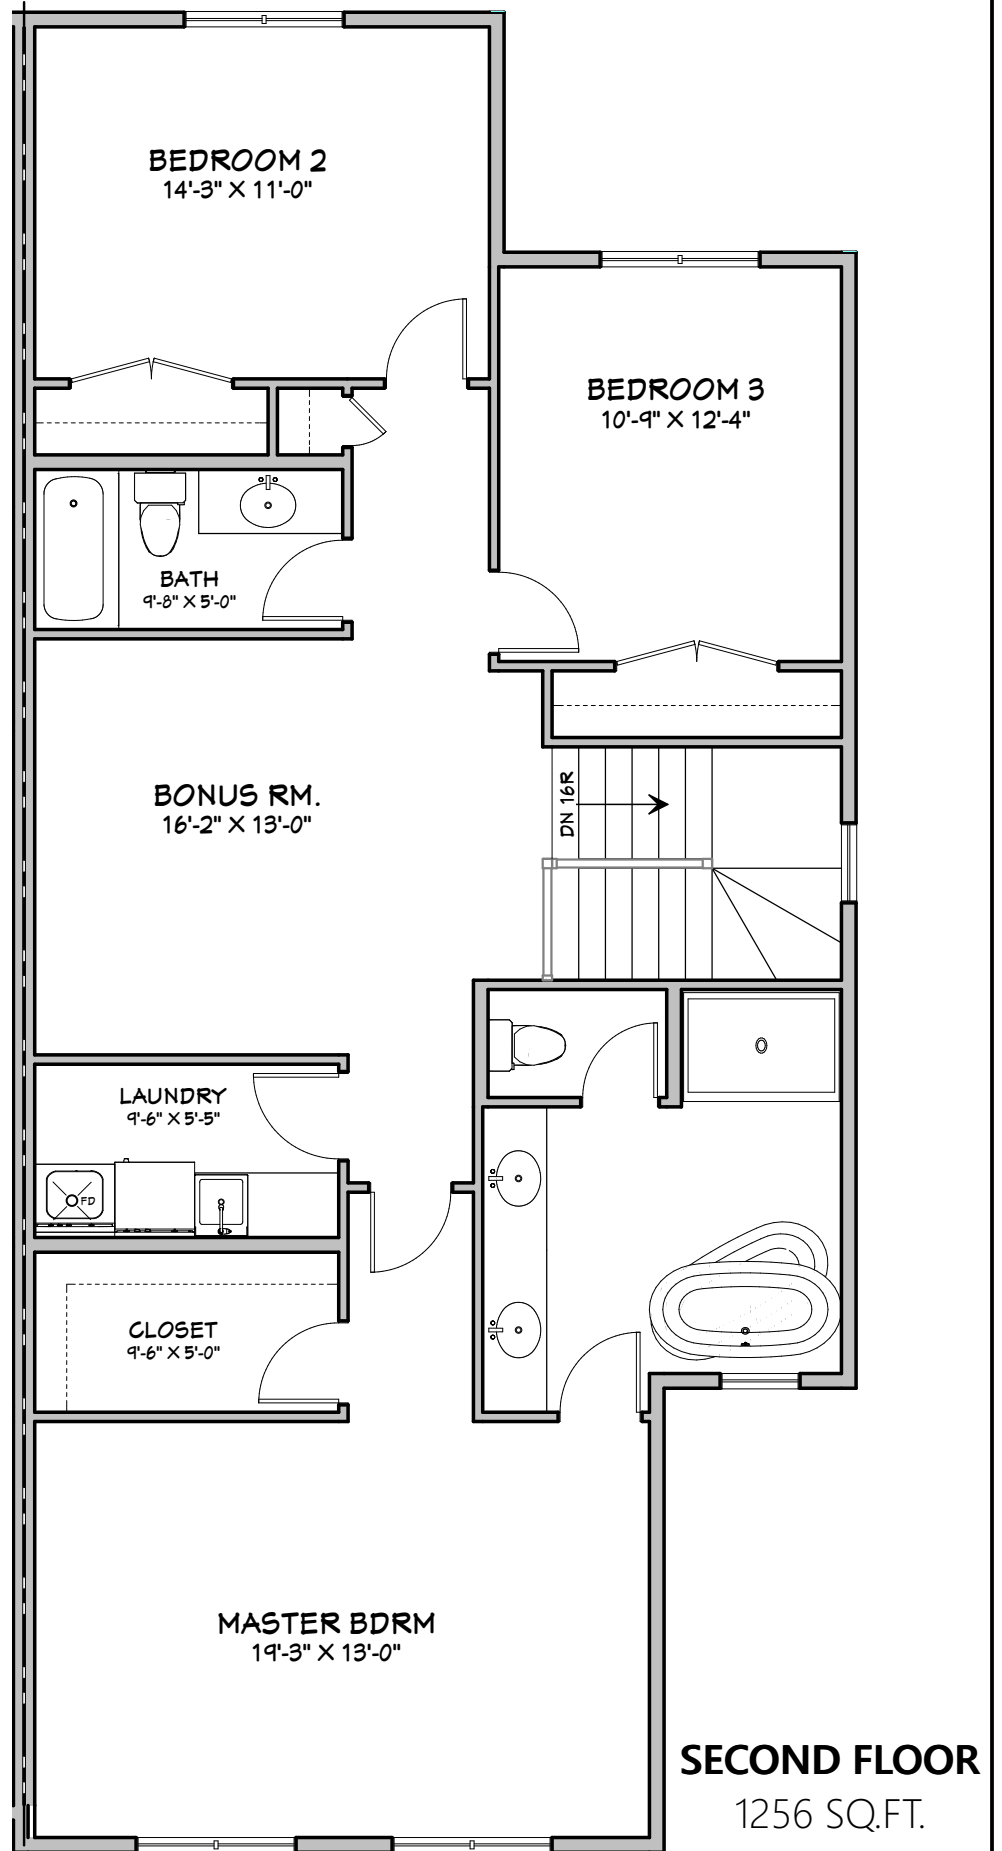 BEDROOM 2
14'-3" X 11'-0"
BEDROOM 3
10'-9" X 12'-4"
BATH
9'-8" X 5'-0"
BONUS RM.
16'-2" X 13'-0"
DN 16R
LAUNDRY
9'-6" X 5'-5"
FD
CLOSET
9'-6" X 5'-0"
MASTER BDRM
19'-3" X 13'-0"
SECOND FLOOR
1256 SQ.FT.